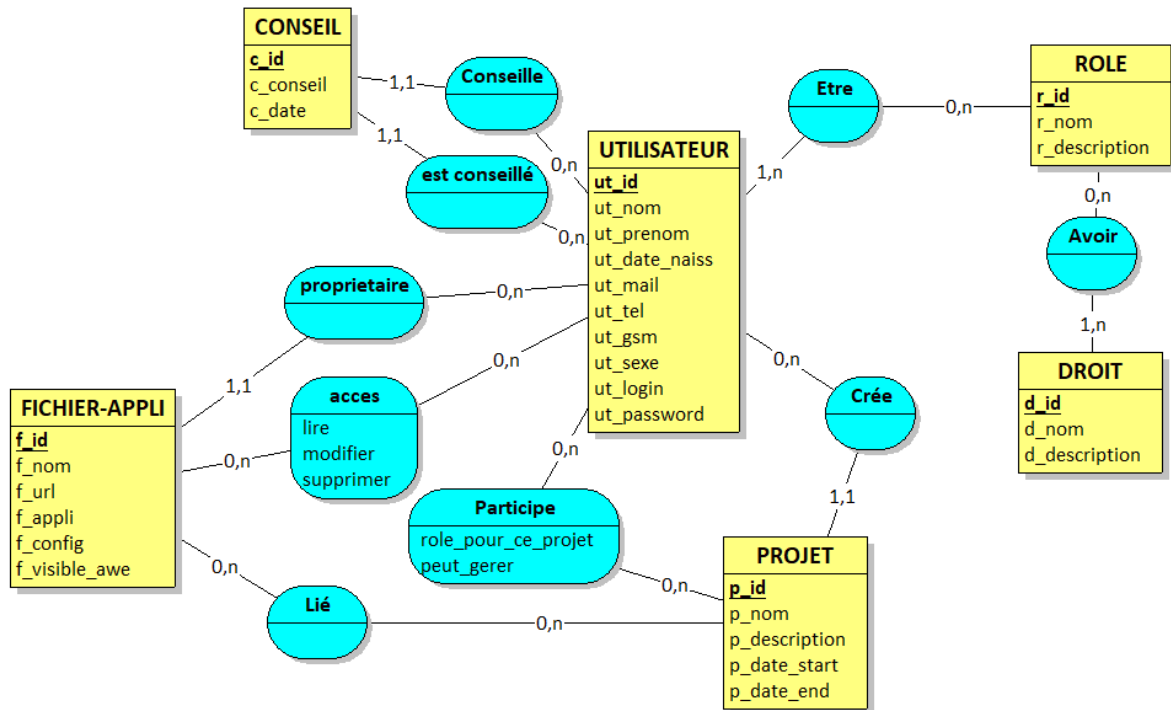 CONSEIL
c_id
c_conseil
c_date
1,1
Conseille
0,n
1,1
est conseillé
0,n
UTILISATEUR
ut_id
ut_nom
ut_prenom
ut_date_naiss
ut_mail
ut_tel
ut_gsm
ut_sexe
ut_login
ut_password
1,n
Etre
0,n
ROLE
r_id
r_nom
r_description
0,n
Avoir
1,n
DROIT
d_id
d_nom
d_description
proprietaire
0,n
1,1
FICHIER-APPLI
f_id
f_nom
f_url
f_appli
f_config
f_visible_awe
0,n
acces
lire
modifier
supprimer
0,n
0,n
Participe
role_pour_ce_projet
peut_gerer
0,n
0,n
Crée
1,1
PROJET
p_id
p_nom
p_description
p_date_start
p_date_end
0,n
Lié
0,n